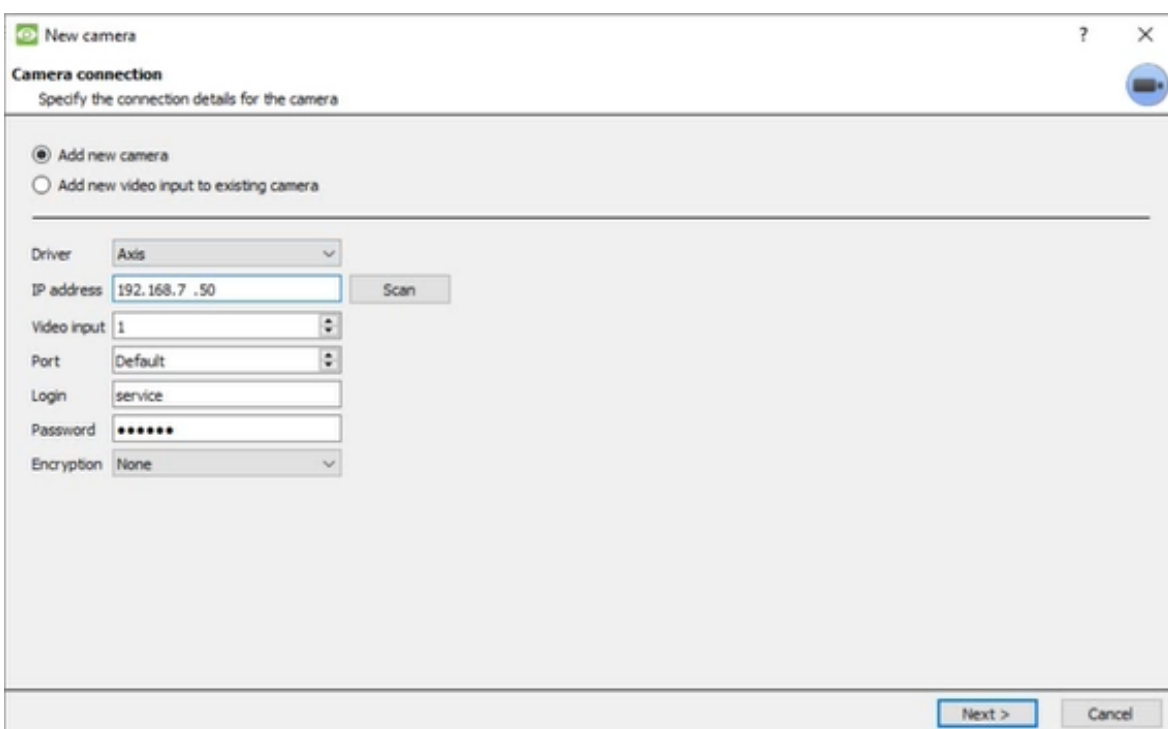 New camera
?
Camera connection
Specify the connection details for the camera
Add new camera
Add new video input to existing camera
Driver Axis
IP address 192.168.7 .50 Scan
Video input 1
Port Default
Login service
Password ●●●●●●
Encryption None
Next > Cancel